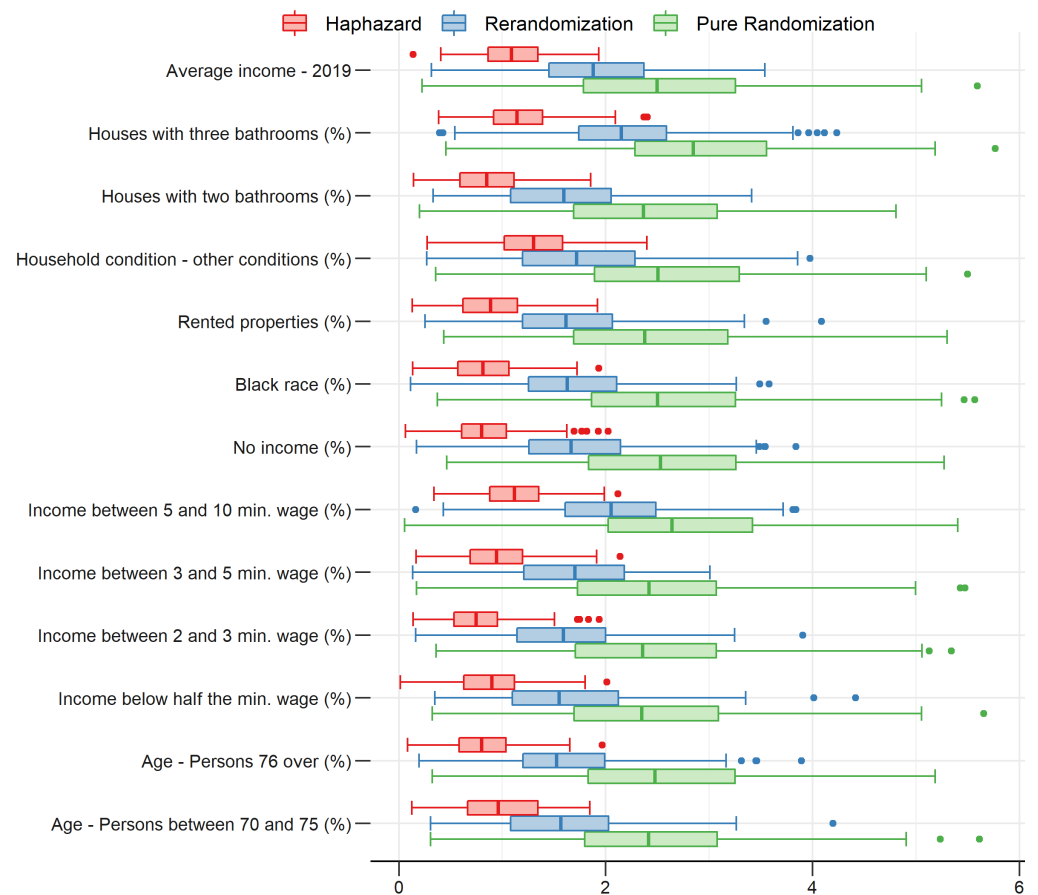 Haphazard Rerandomization Pure Randomization
Average income - 2019
Houses with three bathrooms (%)
Houses with two bathrooms (%)
Household condition - other conditions (%)
Rented properties (%)
Black race (%)
No income (%)
Income between 5 and 10 min. wage (%)
Income between 3 and 5 min. wage (%)
Income between 2 and 3 min. wage (%)
Income below half the min. wage (%)
Age - Persons 76 over (%)
Age - Persons between 70 and 75 (%)
0 2 4 6